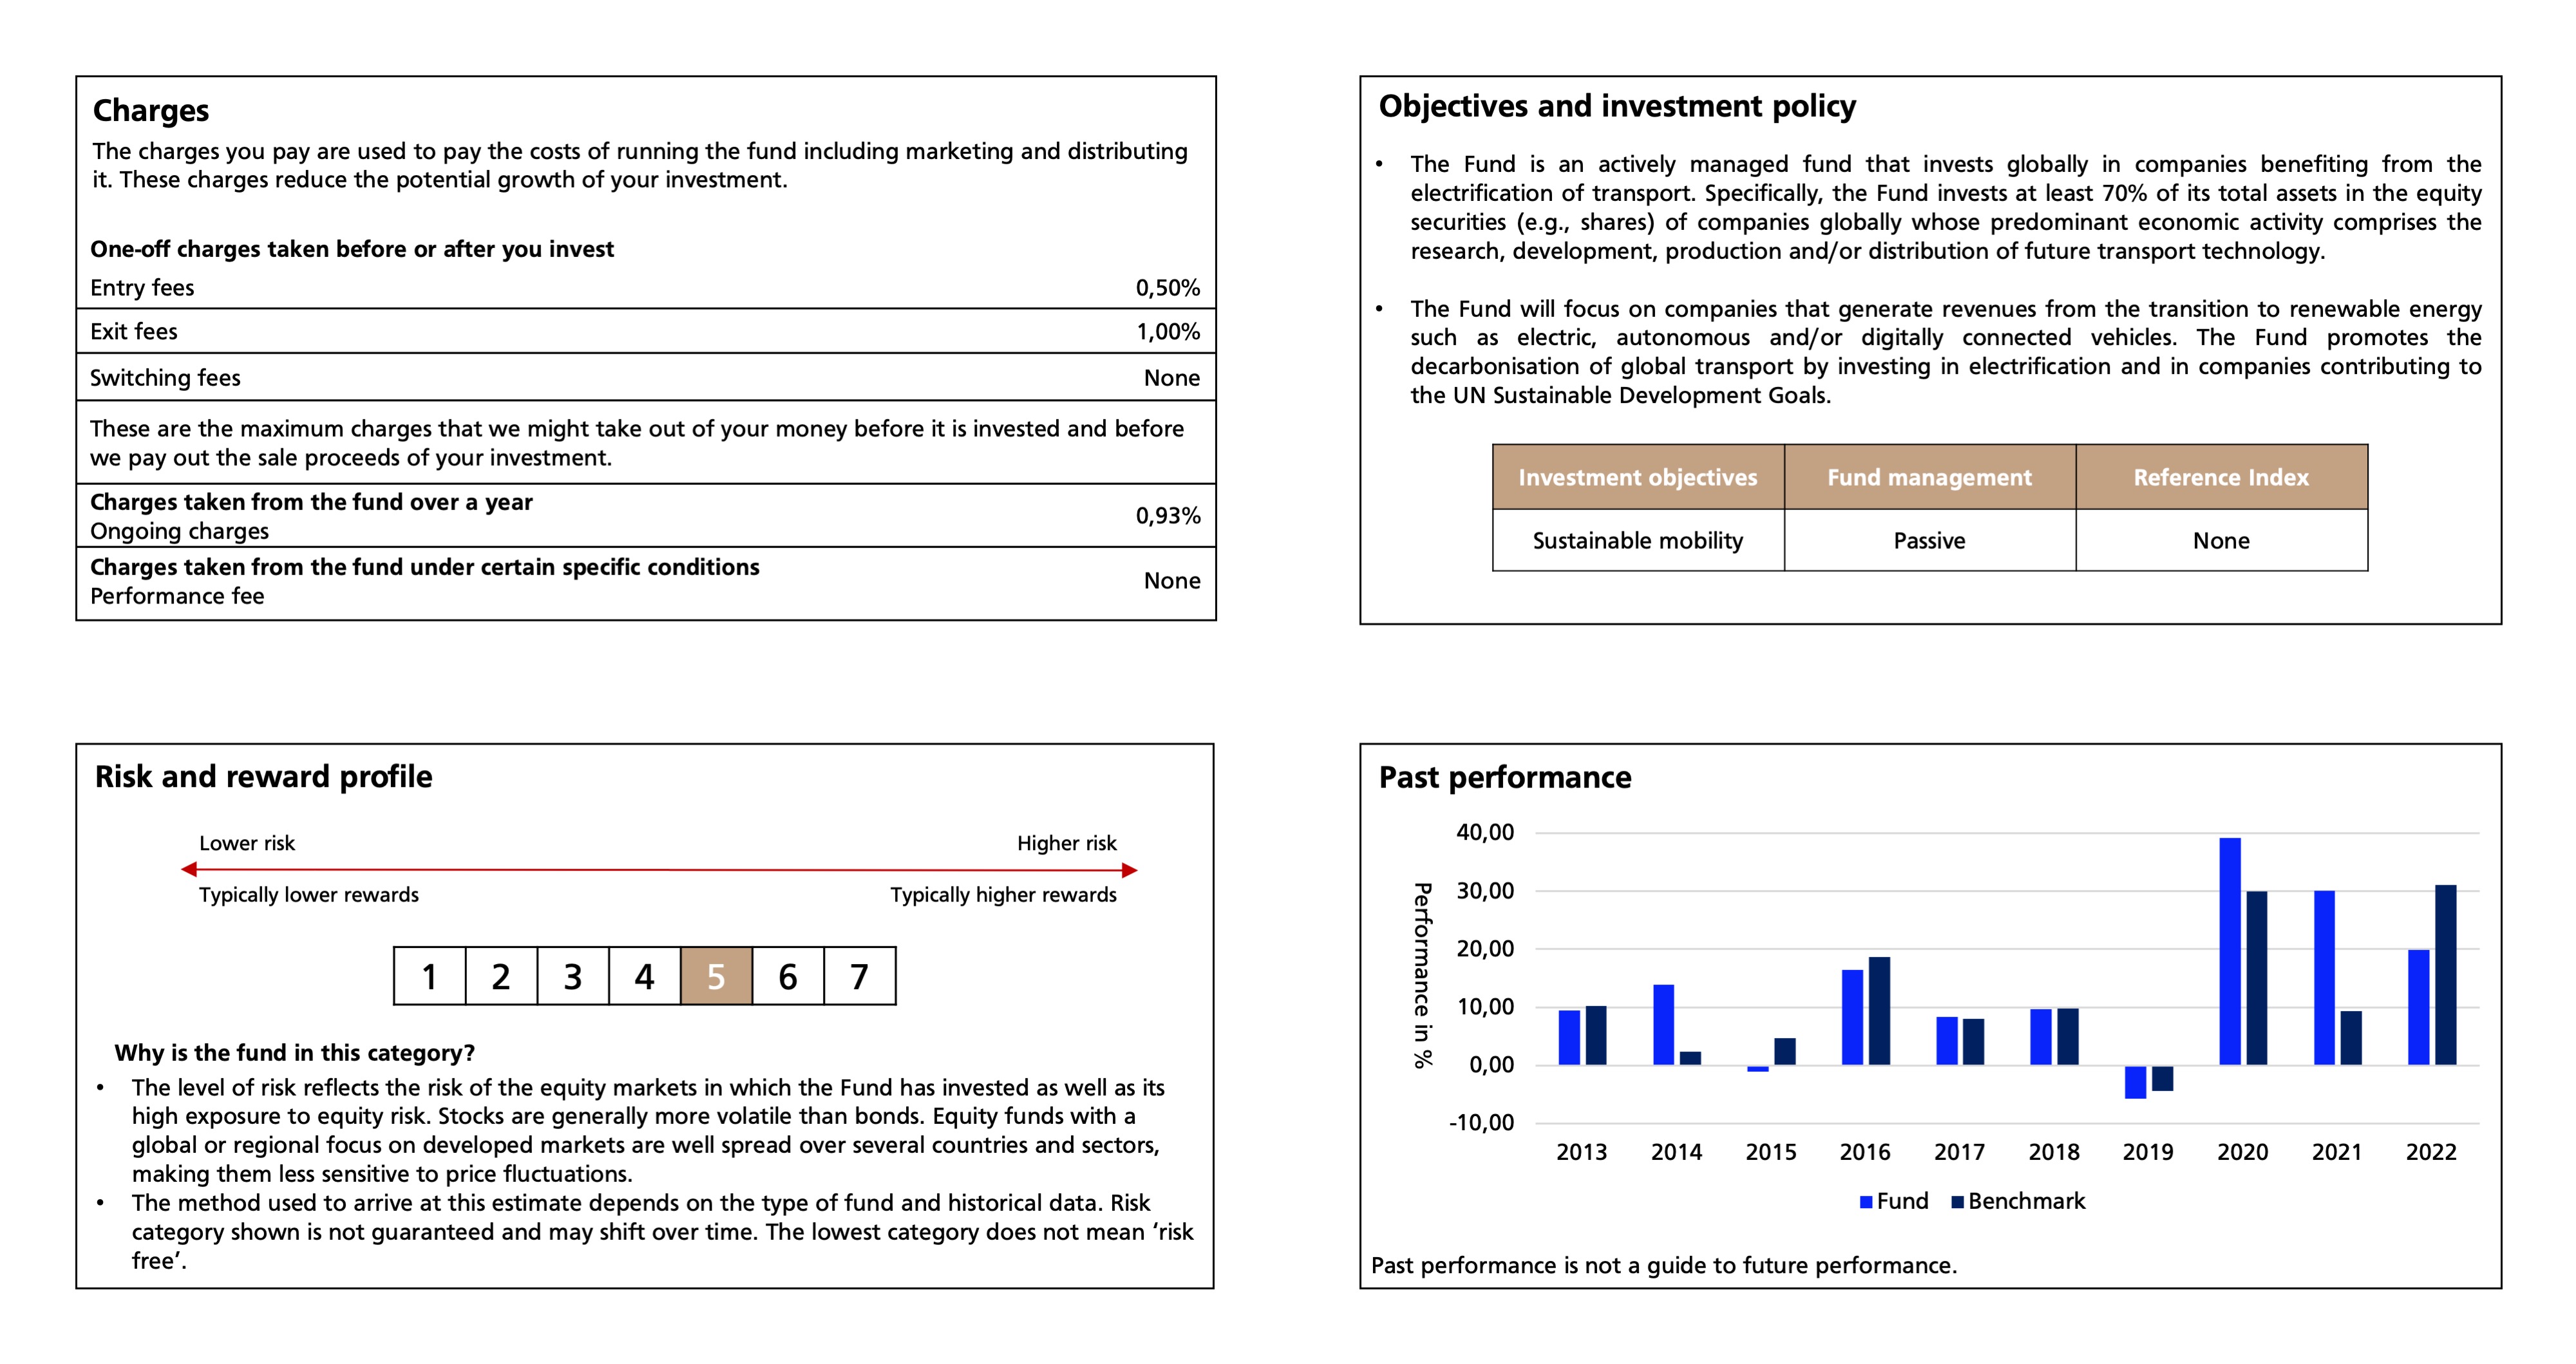 Charges
The charges you pay are used to pay the costs of running the fund including marketing and distributing
it. These charges reduce the potential growth of your investment.
One-off charges taken before or after you invest
Entry fees 0,50%
Exit fees 1,00%
Switching fees None
These are the maximum charges that we might take out of your money before it is invested and before
we pay out the sale proceeds of your investment.
Charges taken from the fund over a year
Ongoing charges 0,93%
Charges taken from the fund under certain specific conditions
Performance fee None
Objectives and investment policy
• The Fund is an actively managed fund that invests globally in companies benefiting from the
electrification of transport. Specifically, the Fund invests at least 70% of its total assets in the equity
securities (e.g., shares) of companies globally whose predominant economic activity comprises the
research, development, production and/or distribution of future transport technology.
• The Fund will focus on companies that generate revenues from the transition to renewable energy
such as electric, autonomous and/or digitally connected vehicles. The Fund promotes the
decarbonisation of global transport by investing in electrification and in companies contributing to
the UN Sustainable Development Goals.
Investment objectives Fund management Reference Index
Sustainable mobility Passive None
Risk and reward profile
Lower risk Higher risk
Typically lower rewards Typically higher rewards
1 2 3 4 5 6 7
Why is the fund in this category?
• The level of risk reflects the risk of the equity markets in which the Fund has invested as well as its
high exposure to equity risk. Stocks are generally more volatile than bonds. Equity funds with a
global or regional focus on developed markets are well spread over several countries and sectors,
making them less sensitive to price fluctuations.
• The method used to arrive at this estimate depends on the type of fund and historical data. Risk
category shown is not guaranteed and may shift over time. The lowest category does not mean ‘risk
free’.
Past performance
Performance in %
40,00
30,00
20,00
10,00
0,00
-10,00
2013 2014 2015 2016 2017 2018 2019 2020 2021 2022
Fund Benchmark
Past performance is not a guide to future performance.